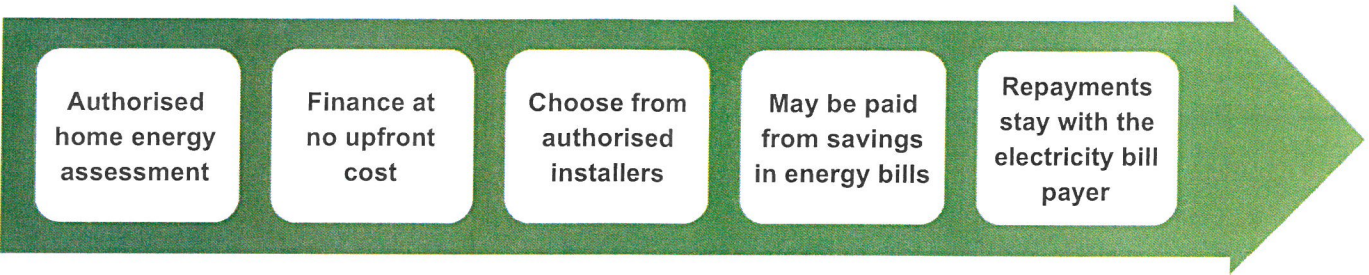 Authorised
home energy
assessment
Finance at
no upfront
cost
Choose from
authorised
installers
May be paid
from savings
in energy bills
Repayments
stay with the
electricity bill
payer